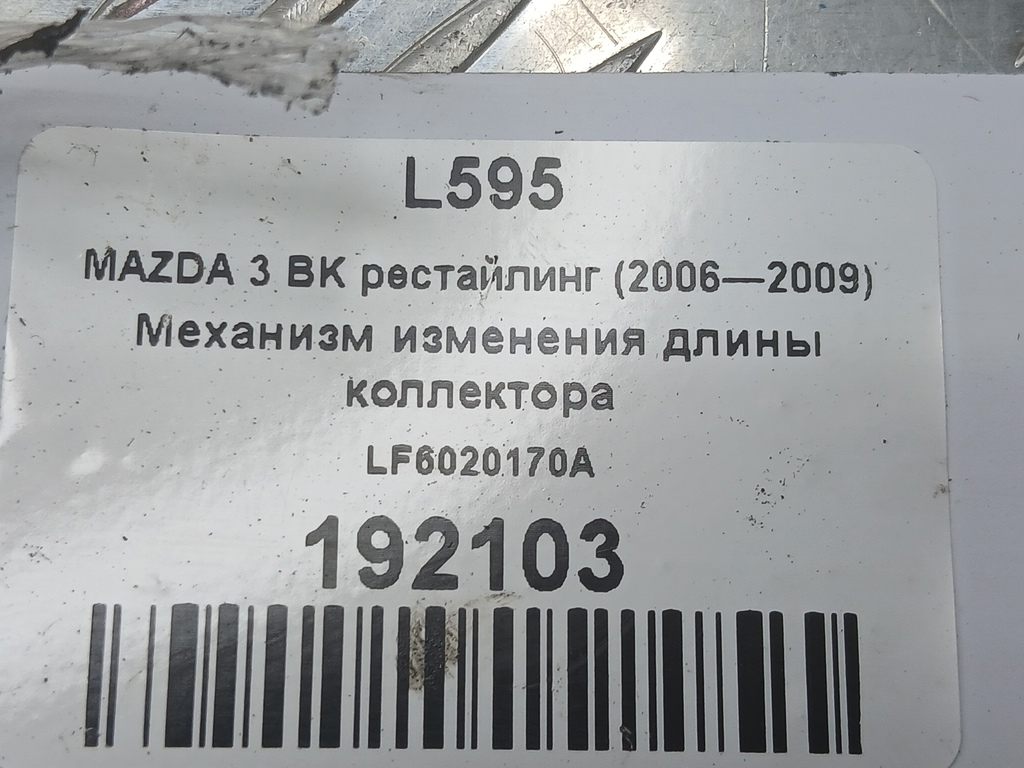 L595
MAZDA 3 BK рестайлинг (2006—2009)
Механизм изменения длины
коллектора
LF6020170A
192103